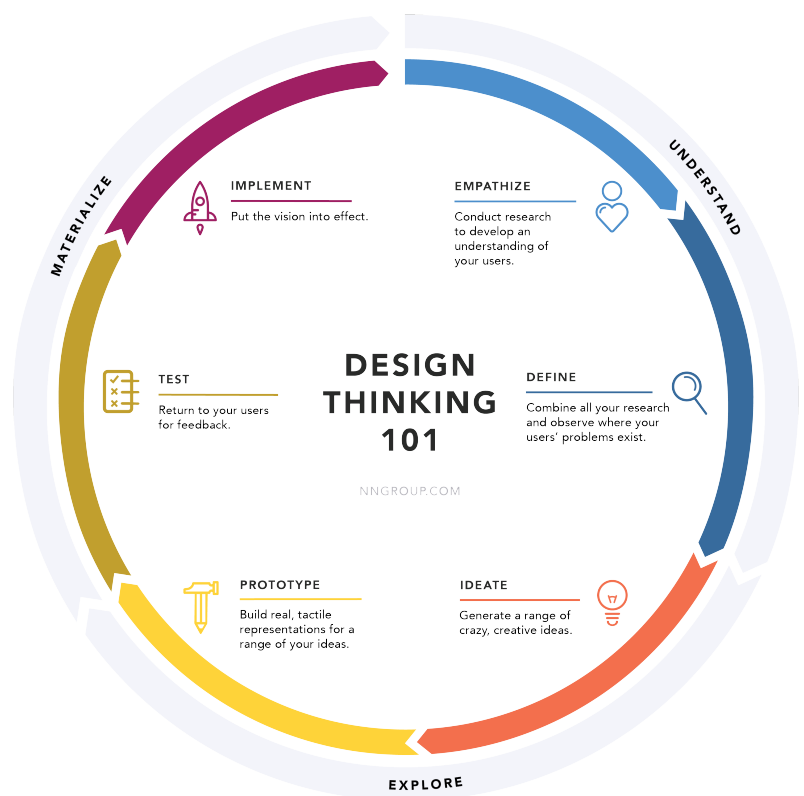 UNDERSTAND
EMPATHIZE
Conduct research
to develop an
understanding of
your users.
DEFINE
Combine all your research
and observe where your
users' problems exist.
EXPLORE
IDEATE
Generate a range of
crazy, creative ideas.
PROTOTYPE
Build real, tactile
representations for a
range of your ideas.
MATERIALIZE
TEST
Return to your users
for feedback.
IMPLEMENT
Put the vision into effect.
DESIGN
THINKING
101
NNGROUP.COM